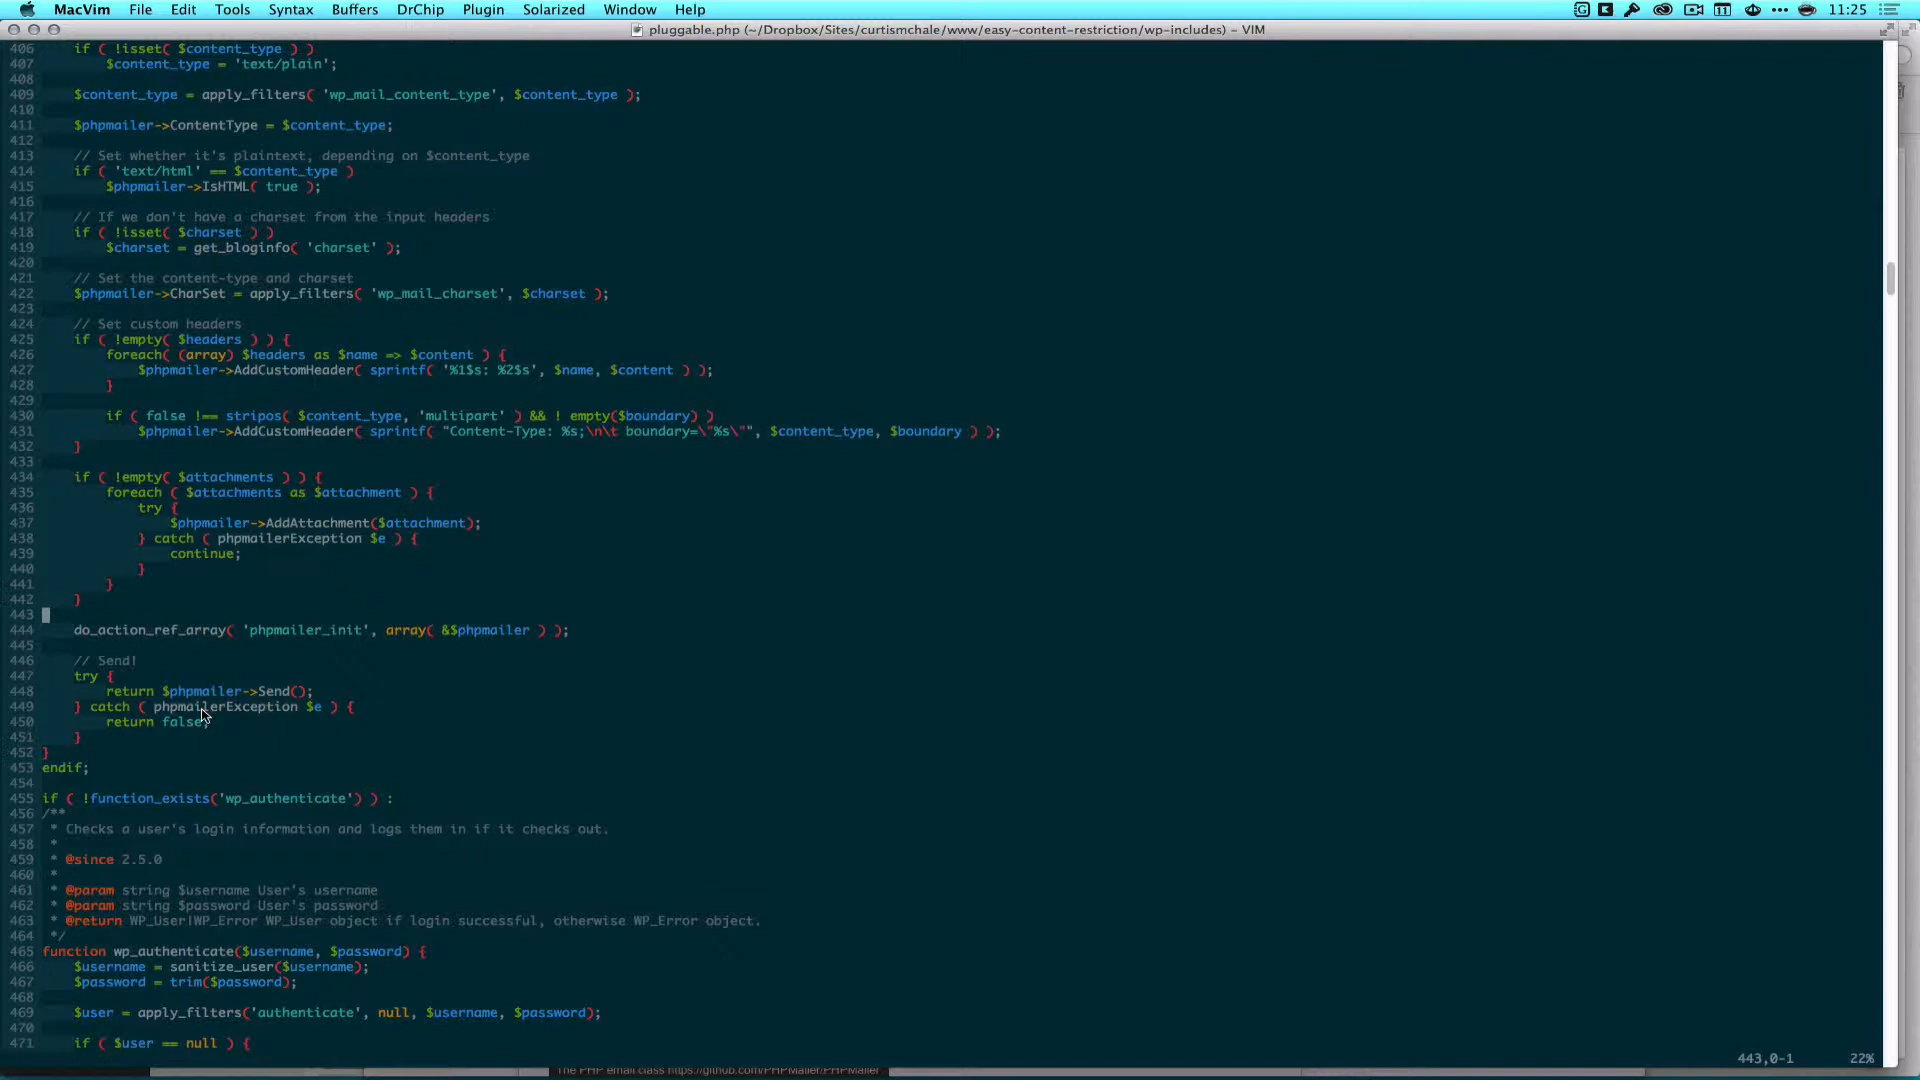 MacVim File Edit Tools Syntax Buffers DrChip Plugin Solarized Window Help 11:25
pluggable.php (~/Dropbox/Sites/curtismchale/www/easy-content-restriction/wp-includes) – VIM
406 if ( !isset( $content_type ) )
407 $content_type = 'text/plain';
408
409 $content_type = apply_filters( 'wp_mail_content_type', $content_type );
410
411 $phpmailer->ContentType = $content_type;
412
413 // Set whether it's plaintext, depending on $content_type
414 if ( 'text/html' == $content_type )
415 $phpmailer->IsHTML( true );
416
417 // If we don't have a charset from the input headers
418 if ( !isset( $charset ) )
419 $charset = get_bloginfo( 'charset' );
420
421 // Set the content-type and charset
422 $phpmailer->CharSet = apply_filters( 'wp_mail_charset', $charset );
423
424 // Set custom headers
425 if ( !empty( $headers ) ) {
426 foreach( (array) $headers as $name => $content ) {
427 $phpmailer->AddCustomHeader( sprintf( '%1$s: %2$s', $name, $content ) );
428 }
429
430 if ( false !== stripos( $content_type, 'multipart' ) && ! empty($boundary) )
431 $phpmailer->AddCustomHeader( sprintf( "Content-Type: %s;\n\t boundary=\"%s\"", $content_type, $boundary ) );
432 }
433
434 if ( !empty( $attachments ) ) {
435 foreach ( $attachments as $attachment ) {
436 try {
437 $phpmailer->AddAttachment($attachment);
438 } catch ( phpmailerException $e ) {
439 continue;
440 }
441 }
442 }
443
444 do_action_ref_array( 'phpmailer_init', array( &$phpmailer ) );
445
446 // Send!
447 try {
448 return $phpmailer->Send();
449 } catch ( phpmailerException $e ) {
450 return false;
451 }
452 }
453 endif;
454
455 if ( !function_exists('wp_authenticate') ) :
456 /**
457 * Checks a user's login information and logs them in if it checks out.
458 *
459 * @since 2.5.0
460 *
461 * @param string $username User's username
462 * @param string $password User's password
463 * @return WP_User|WP_Error WP_User object if login successful, otherwise WP_Error object.
464 */
465 function wp_authenticate($username, $password) {
466 $username = sanitize_user($username);
467 $password = trim($password);
468
469 $user = apply_filters('authenticate', null, $username, $password);
470
471 if ( $user == null ) {
443,0-1 22%
The PHP email class https://github.com/PHPMailer/PHPMailer